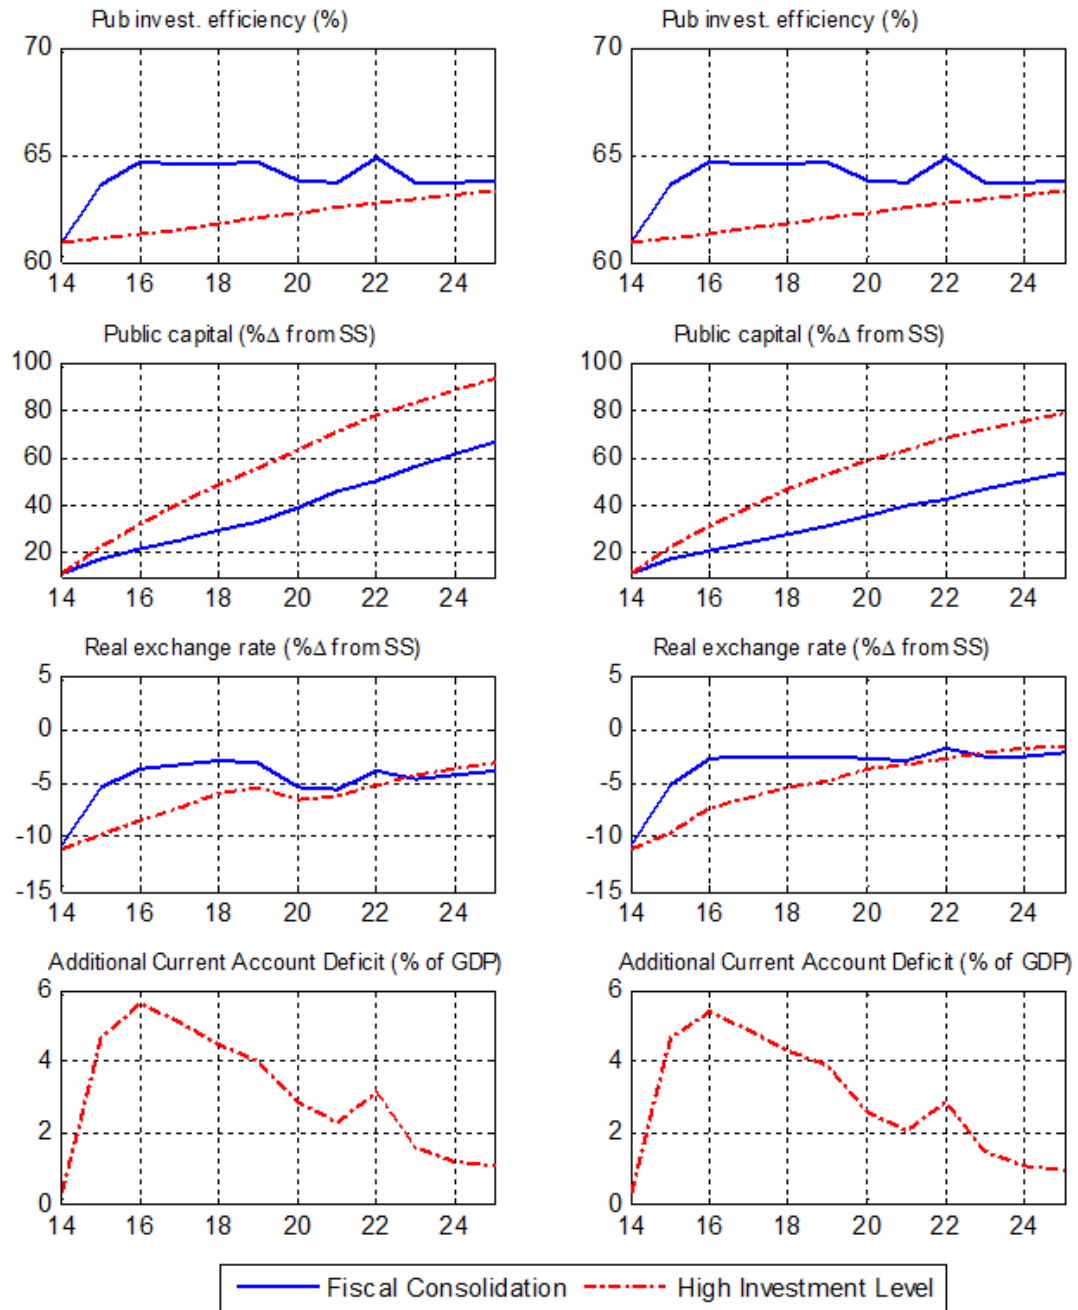 Pub invest. efficiency (%)
70
65
60
14 16 18 20 22 24
Pub invest. efficiency (%)
70
65
60
14 16 18 20 22 24
Public capital (%Δ from SS)
100
80
60
40
20
14 16 18 20 22 24
Public capital (%Δ from SS)
100
80
60
40
20
14 16 18 20 22 24
Real exchange rate (%Δ from SS)
5
0
-5
-10
-15
14 16 18 20 22 24
Real exchange rate (%Δ from SS)
5
0
-5
-10
-15
14 16 18 20 22 24
Additional Current Account Deficit (% of GDP)
6
4
2
0
14 16 18 20 22 24
Additional Current Account Deficit (% of GDP)
6
4
2
0
14 16 18 20 22 24
Fiscal Consolidation High Investment Level